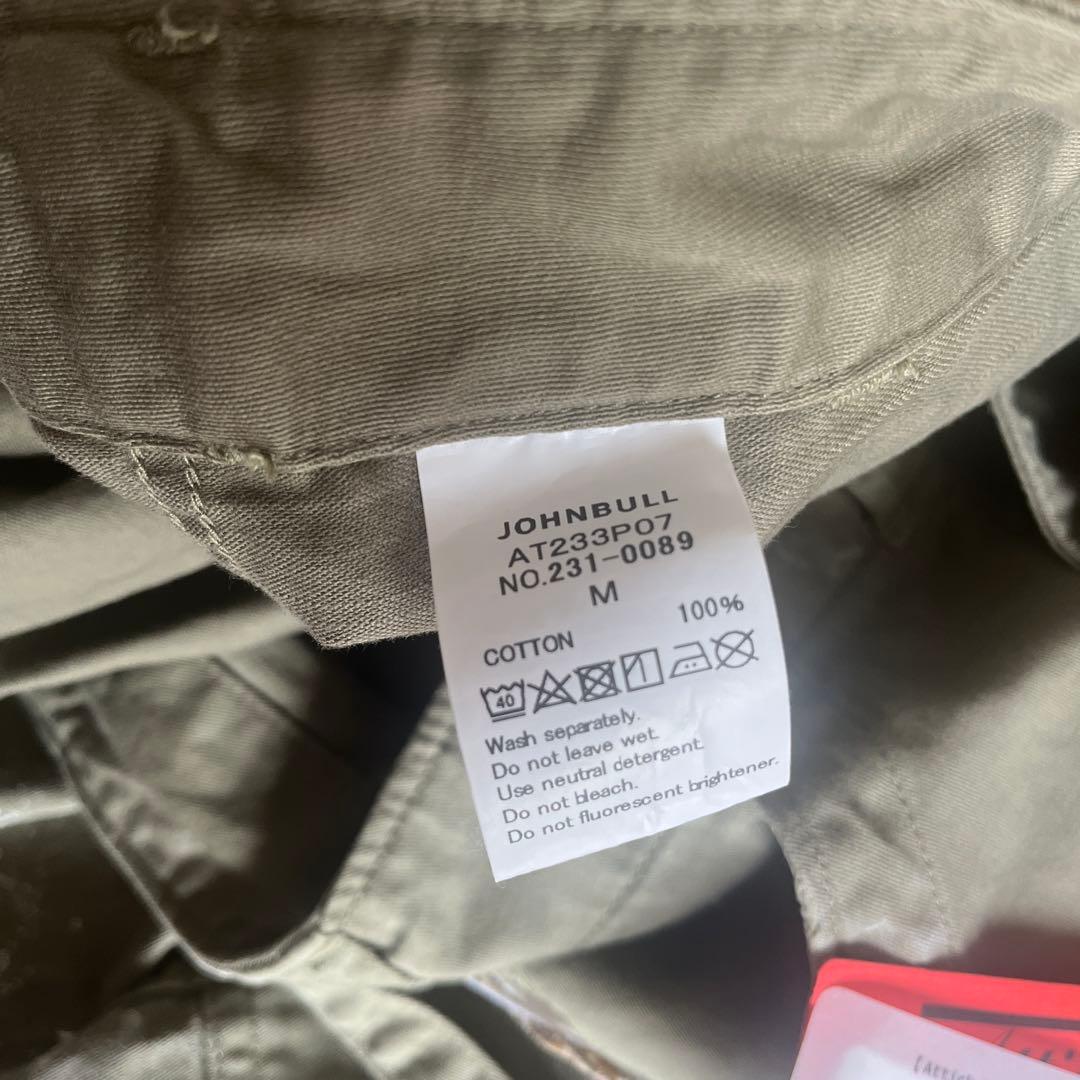 JOHNBULL
AT233P07
NO.231-0089
M
COTTON 100%
40
Wash separately.
Do not leave wet.
Use neutral detergent.
Do not bleach.
Do not fluorescent brightener.